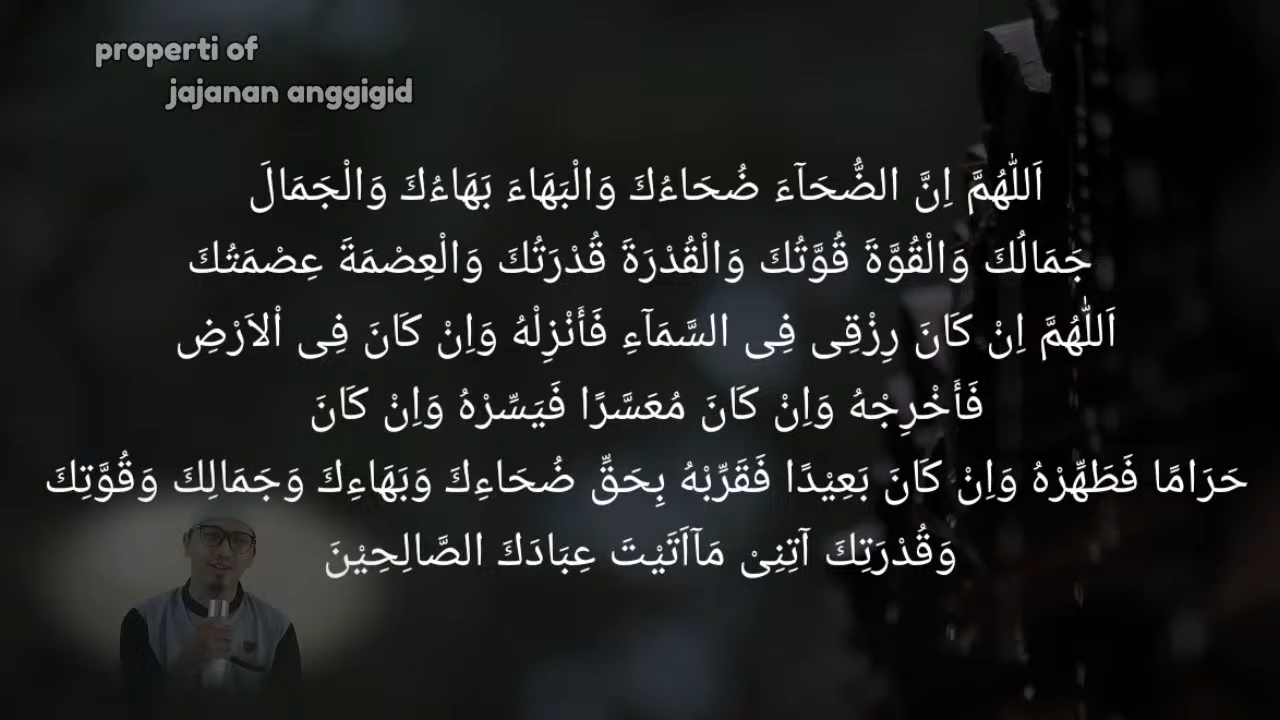 properti of
jajanan anggigid
اَللّٰهُمَّ اِنَّ الضُّحَآءَ ضُحَاءُكَ وَالْبَهَاءَ بَهَاءُكَ وَالْجَمَالَ
جَمَالُكَ وَالْقُوَّةَ قُوَّتُكَ وَالْقُدْرَةَ قُدْرَتُكَ وَالْعِصْمَةَ عِصْمَتُكَ
اَللّٰهُمَّ اِنْ كَانَ رِزْقِى فِى السَّمَآءِ فَأَنْزِلْهُ وَاِنْ كَانَ فِى اْلاَرْضِ
فَأَخْرِجْهُ وَاِنْ كَانَ مُعَسَّرًا فَيَسِّرْهُ وَاِنْ كَانَ
حَرَامًا فَطَهِّرْهُ وَاِنْ كَانَ بَعِيْدًا فَقَرِّبْهُ بِحَقِّ ضُحَاءِكَ وَبَهَاءِكَ وَجَمَالِكَ وَقُوَّتِكَ
وَقُدْرَتِكَ آتِنِىْ مَآاَتَيْتَ عِبَادَكَ الصَّالِحِيْنَ